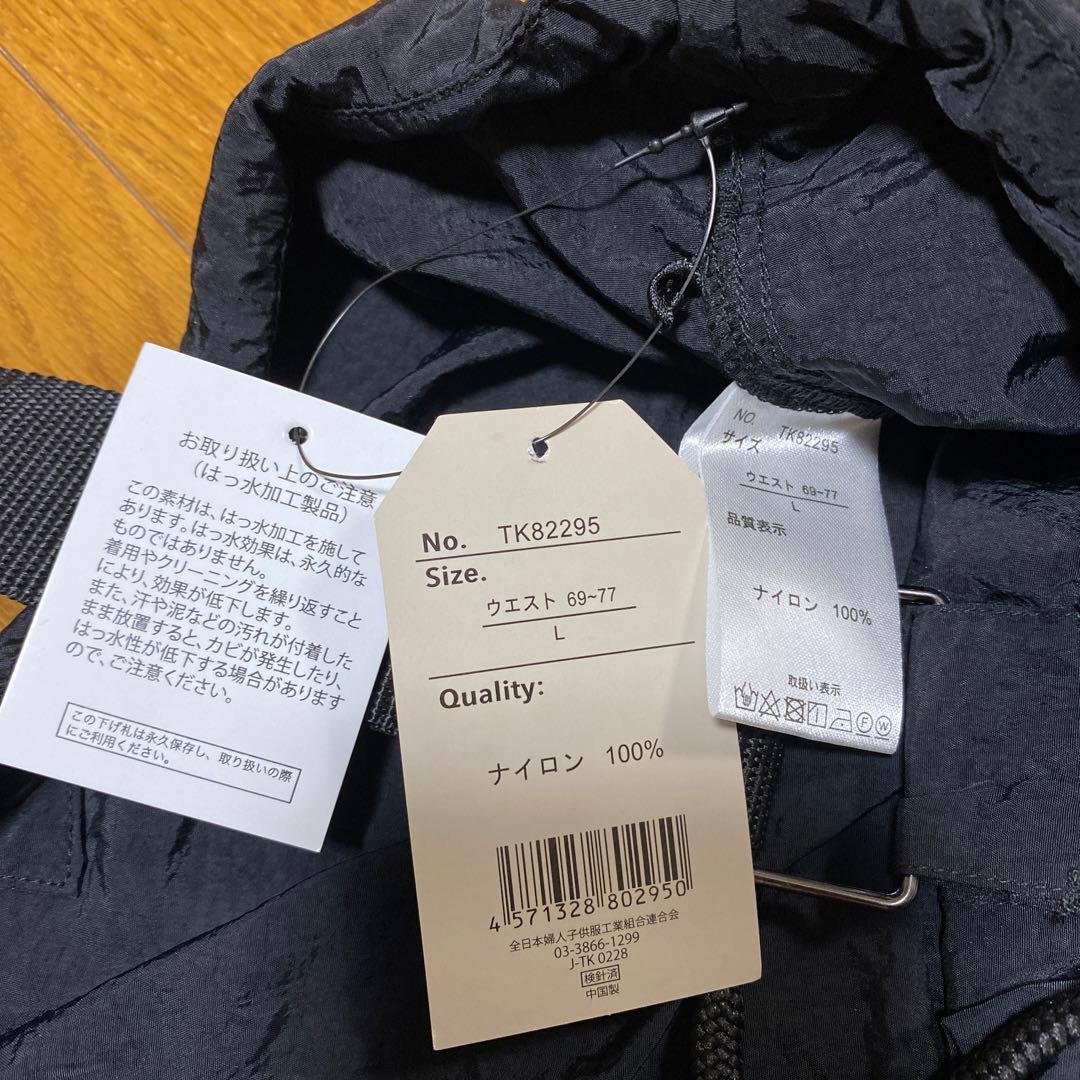 お取り扱い上のご注意
(はっ水加工製品)
この素材は、はっ水加工を施して
あります。はっ水効果は、永久的な
ものではありません。
着用やクリーニングを繰り返すこと
により、効果が低下します。
また、汗や泥などの汚れが付着した
まま放置すると、カビが発生したり、
はっ水性が低下する場合があります
ので、ご注意ください。
この下げ札は永久保存し、取り扱いの際
にご利用ください。
No. TK82295
Size.
ウエスト 69~77
L
Quality:
ナイロン 100%
4 571328 802950
全日本婦人子供服工業組合連合会
03-3866-1299
J-TK 0228
検針済
中国製
NO. TK82295
サイズ
ウエスト 69~77
L
品質表示
ナイロン 100%
取扱い表示
F W